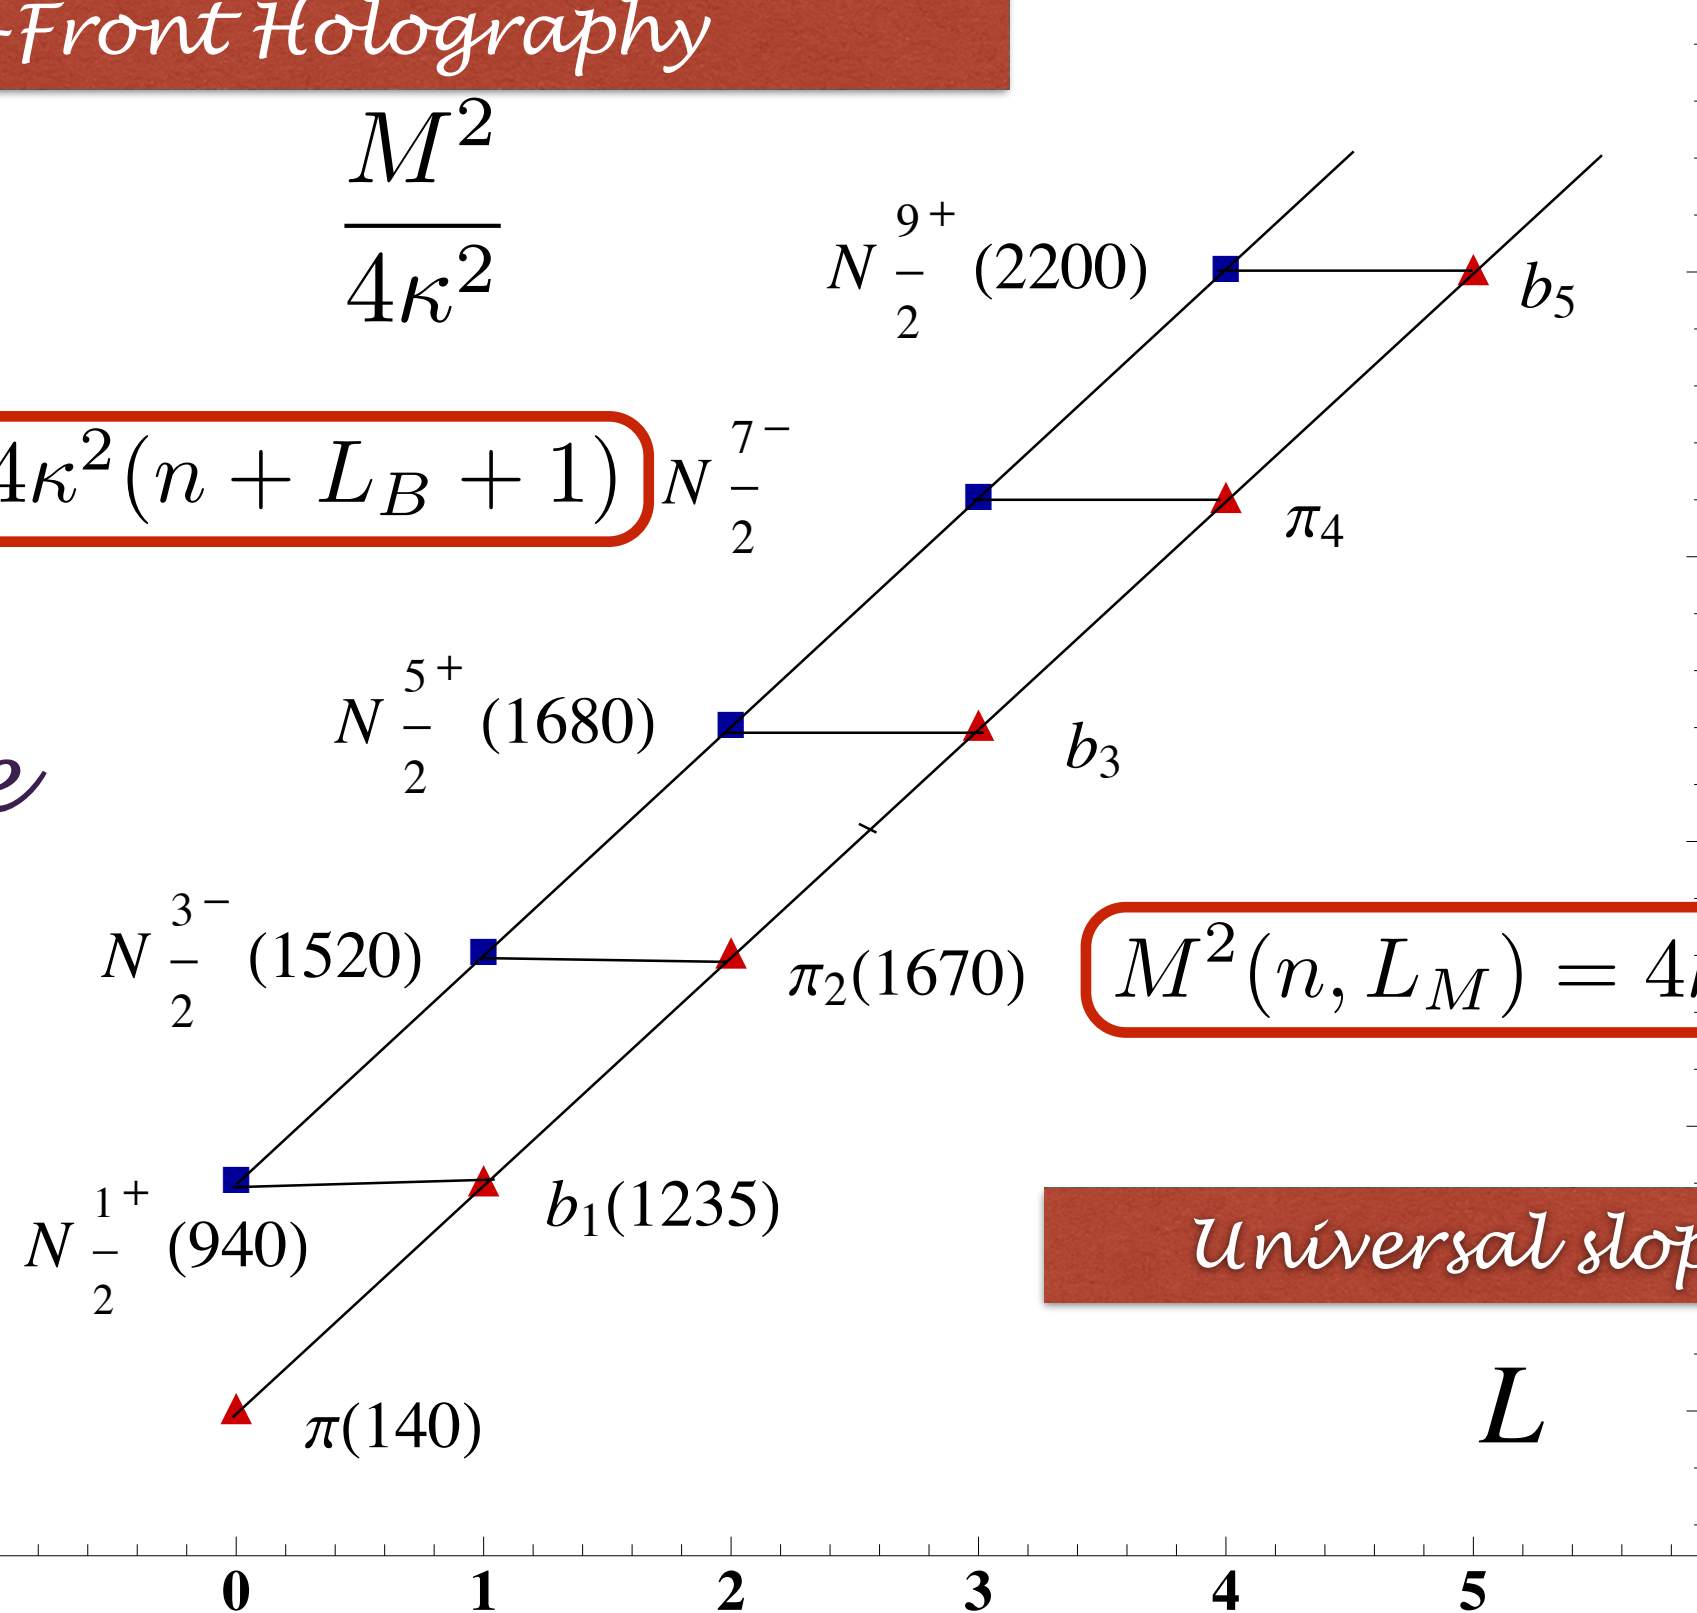 -Front Holography
M²
4κ²
N 9/2⁺ (2200)
b₅
4κ²(n + L_B + 1)
N 7/2⁻
π₄
N 5/2⁺ (1680)
b₃
e
N 3/2⁻ (1520)
π₂(1670)
M²(n, L_M) = 4
N 1/2⁺ (940)
b₁(1235)
Universal slop
π(140)
L
0 1 2 3 4 5